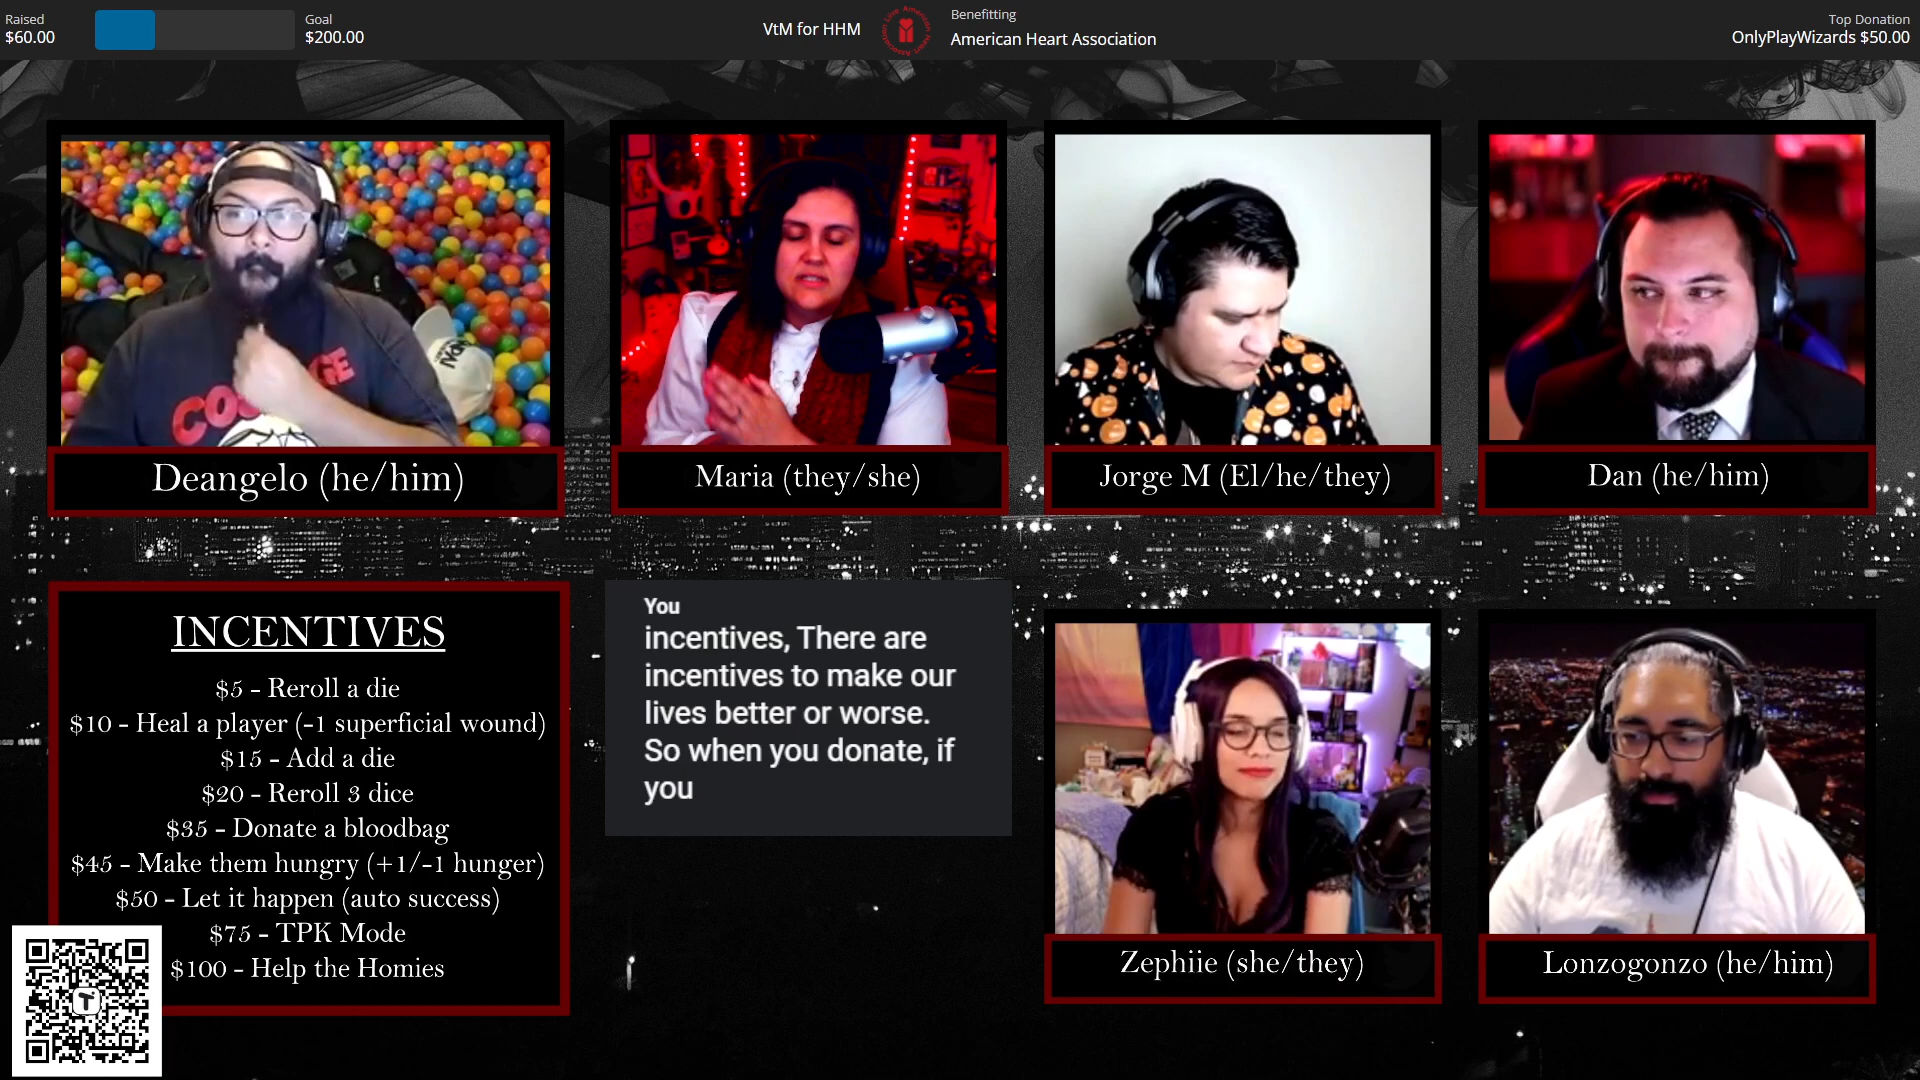 Raised
$60.00
Goal
$200.00
VtM for HHM
Benefitting
American Heart Association
Top Donation
OnlyPlayWizards $50.00
Deangelo (he/him)
Maria (they/she)
Jorge M (El/he/they)
Dan (he/him)
INCENTIVES
$5 - Reroll a die
$10 - Heal a player (-1 superficial wound)
$15 - Add a die
$20 - Reroll 3 dice
$35 - Donate a bloodbag
$45 - Make them hungry (+1/-1 hunger)
$50 - Let it happen (auto success)
$75 - TPK Mode
$100 - Help the Homies
T
You
incentives, There are
incentives to make our
lives better or worse.
So when you donate, if
you
Zephiie (she/they)
Lonzogonzo (he/him)